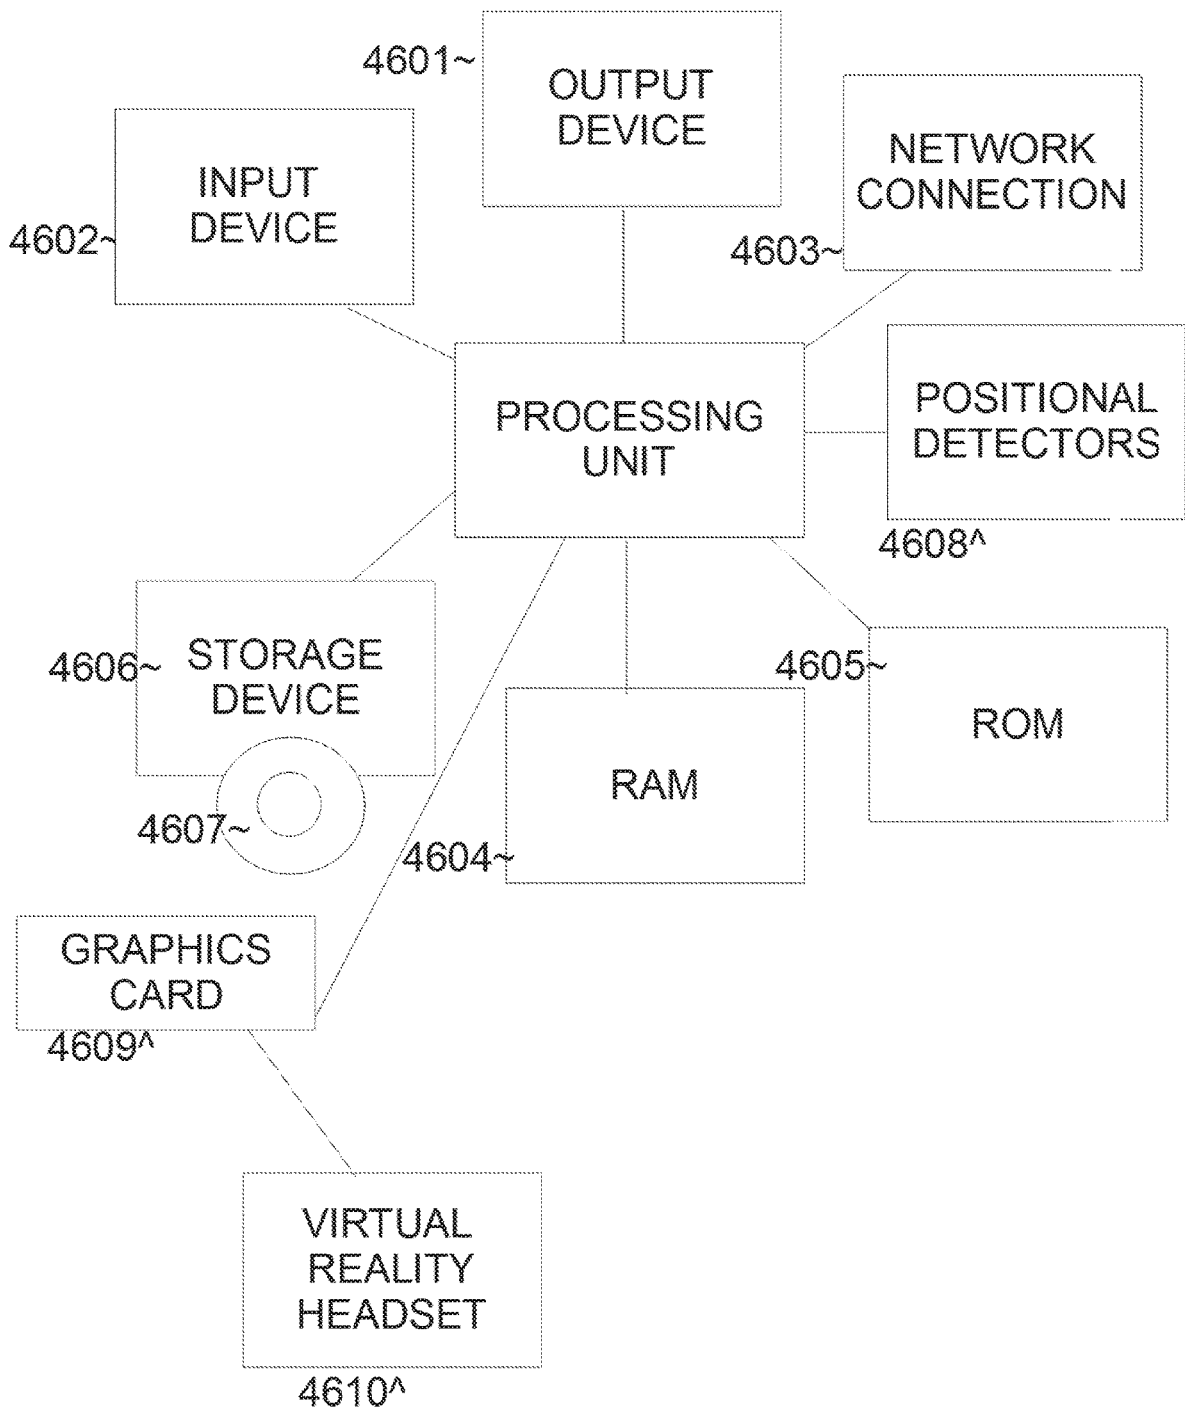 4601~
OUTPUT
DEVICE
INPUT
DEVICE
4602~
NETWORK
CONNECTION
4603~
PROCESSING
UNIT
POSITIONAL
DETECTORS
4608^
STORAGE
DEVICE
4606~
4607~
4605~
ROM
RAM
4604~
GRAPHICS
CARD
4609^
VIRTUAL
REALITY
HEADSET
4610^